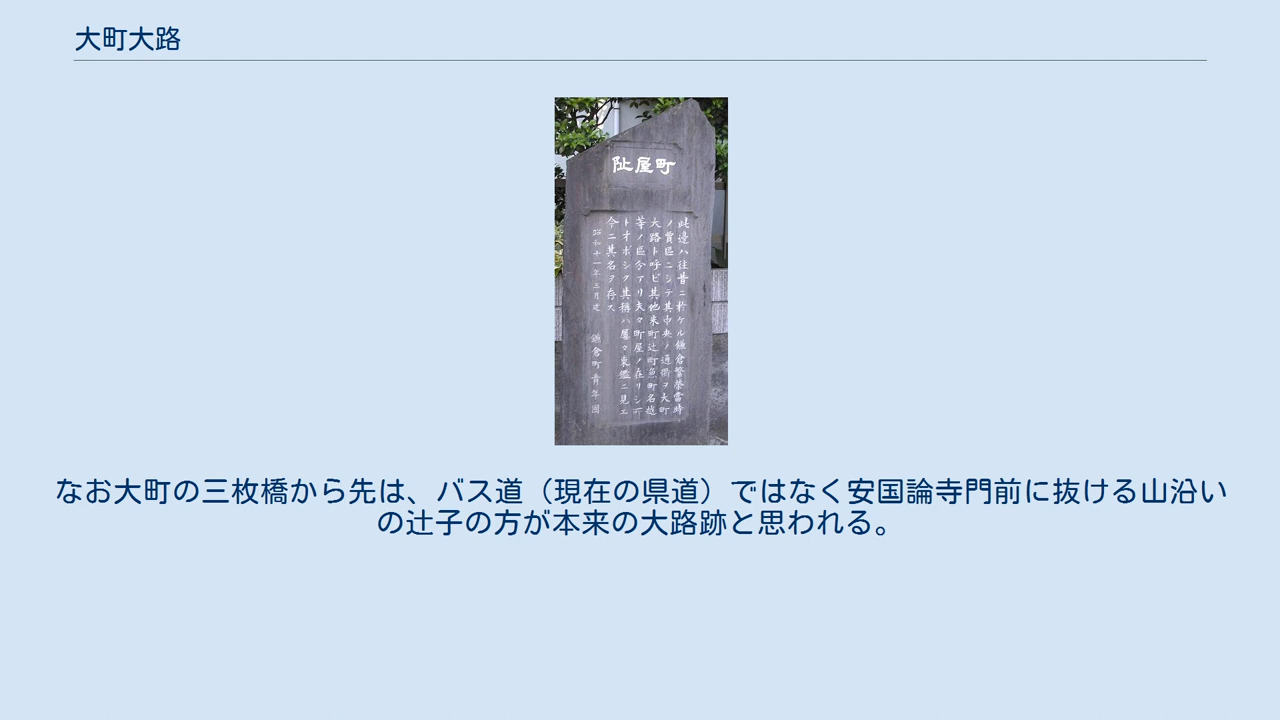 大町大路
町屋趾
此邊ハ往昔ニ於ケル鎌倉繁榮當時
ノ賣區ニシテ其中央ノ通衢ヲ大町
大路ト呼ビ其他米町辻町魚町名越
等ノ區分アリ夫々町屋ノ在リシ所
トオボシク其稱ハ屢々東鑑ニ見エ
今ニ其名ヲ存ス
昭和十一年三月建 鎌倉町青年團
なお大町の三枚橋から先は、バス道（現在の県道）ではなく安国論寺門前に抜ける山沿い
の辻子の方が本来の大路跡と思われる。